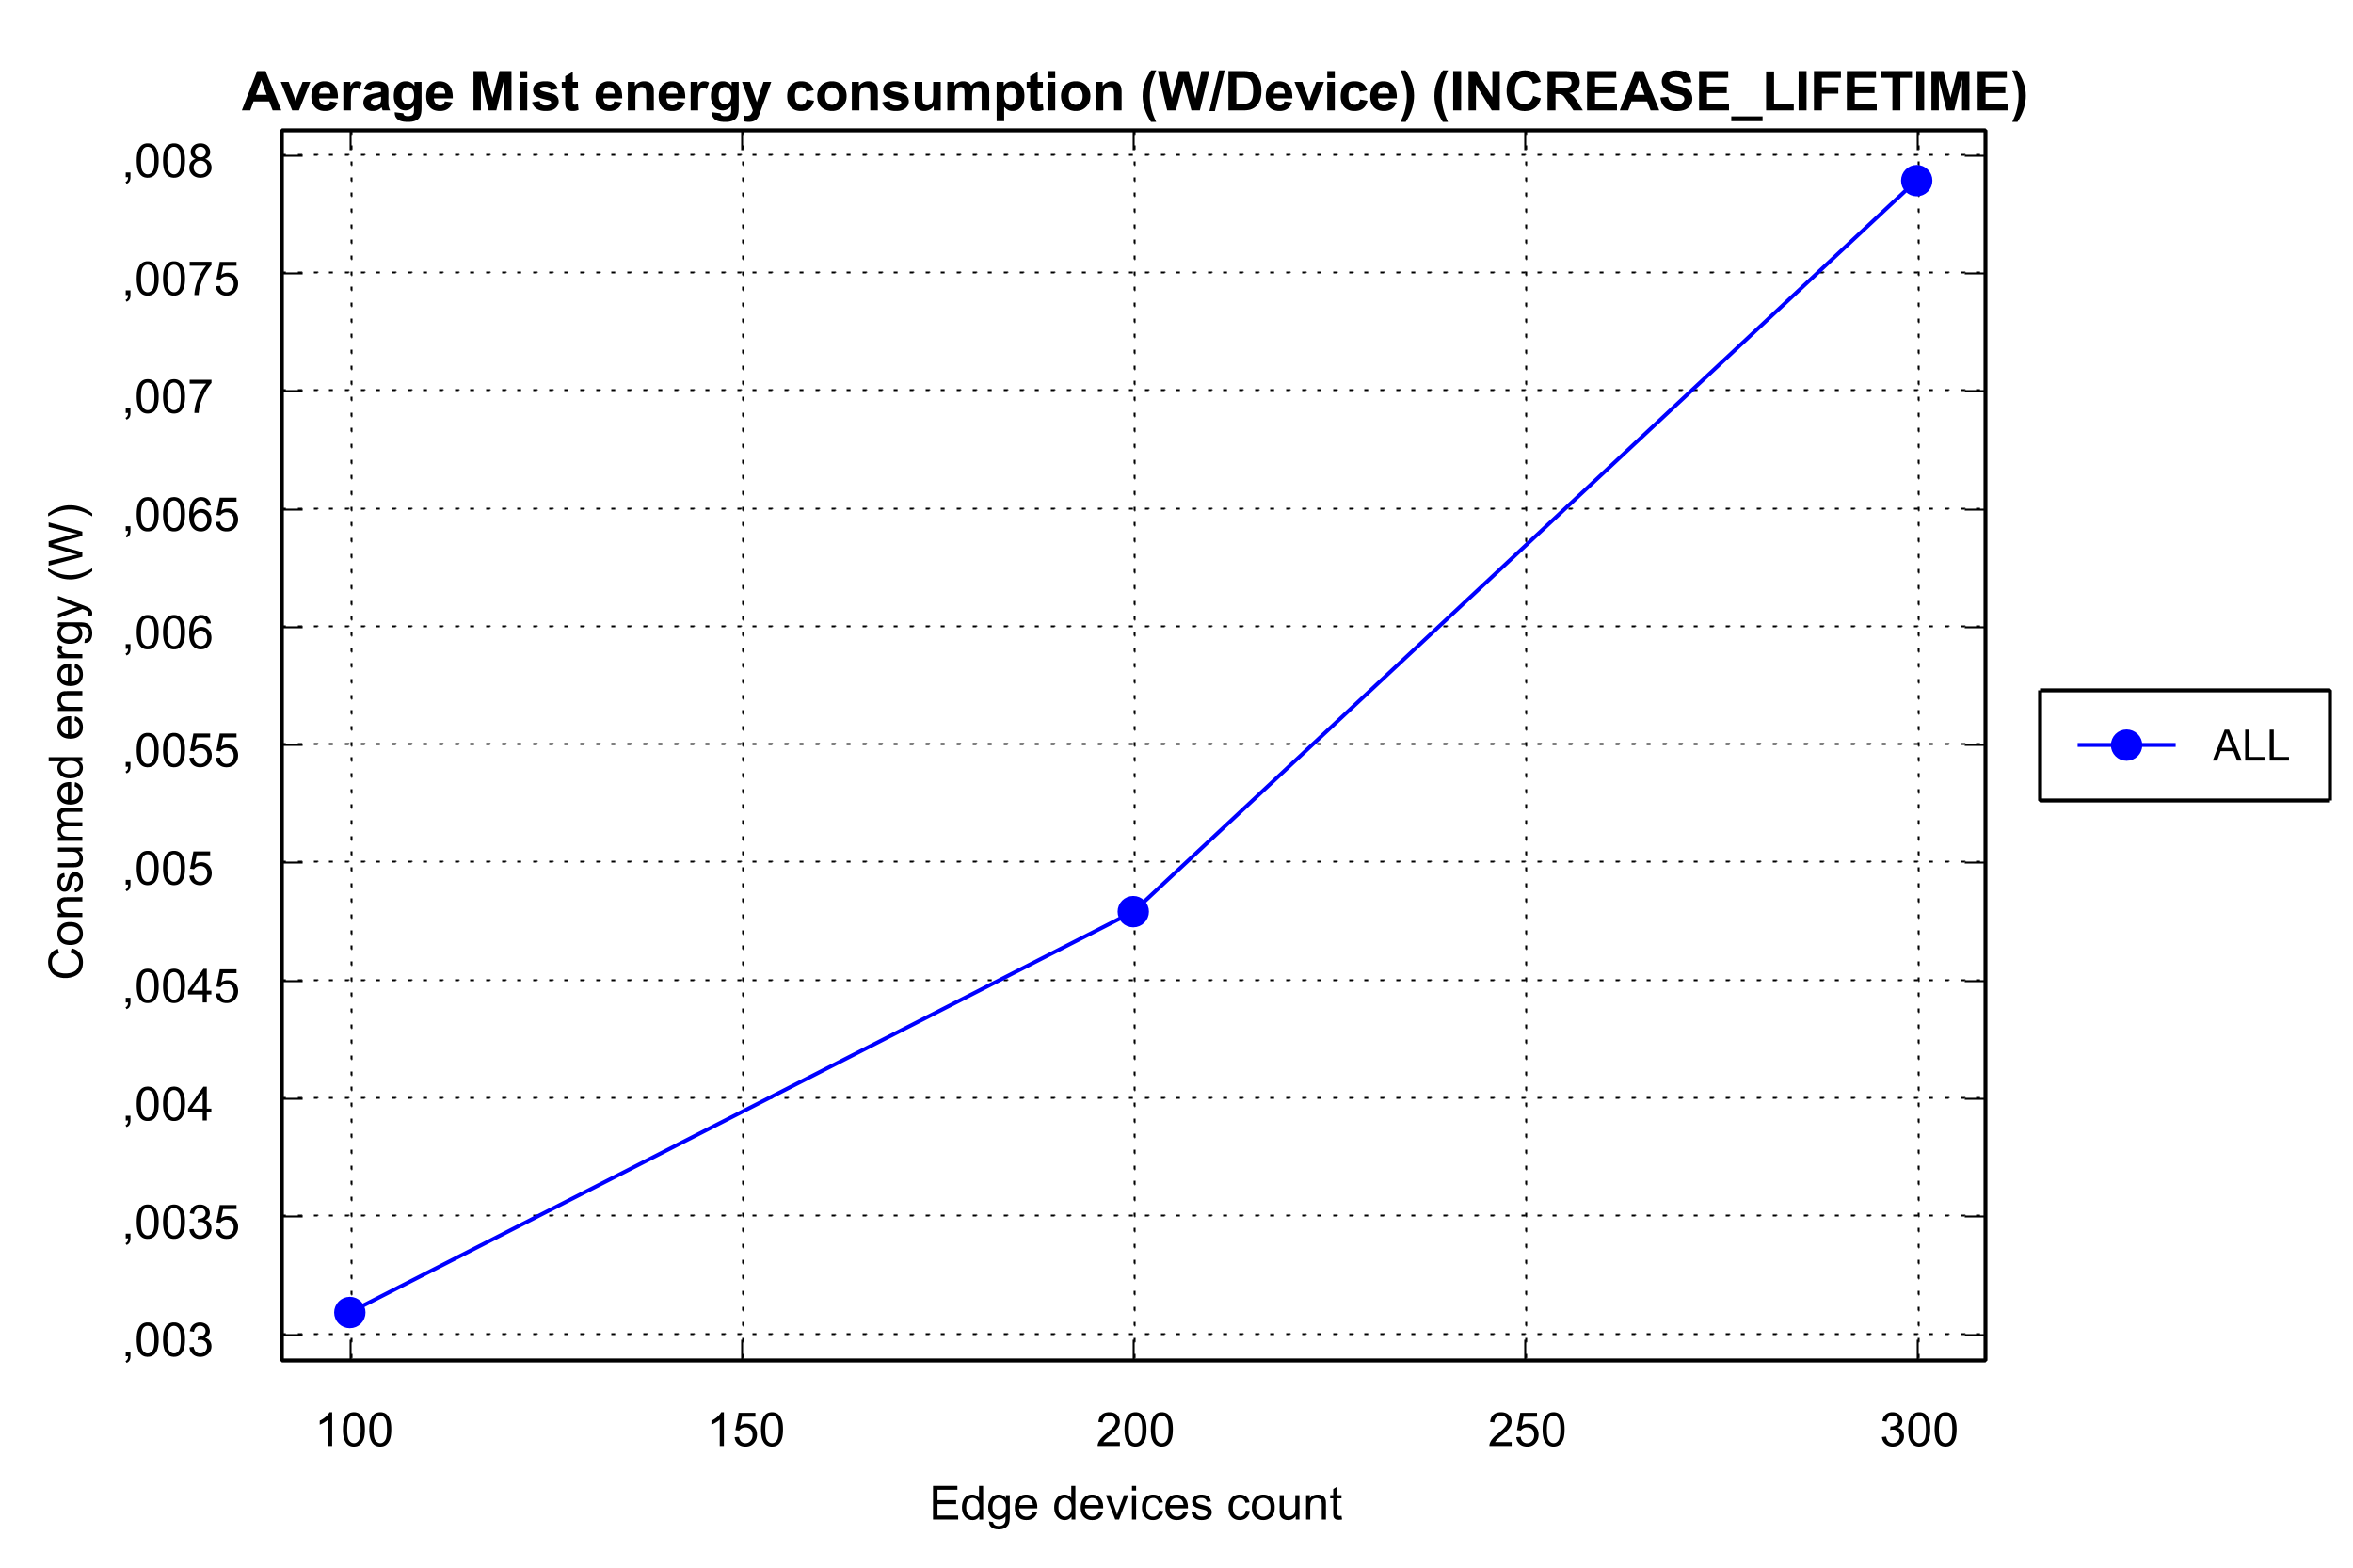 Average Mist energy consumption (W/Device) (INCREASE_LIFETIME)
,008
,0075
,007
,0065
,006
,0055
,005
,0045
,004
,0035
,003
Consumed energy (W)
ALL
100 150 200 250 300
Edge devices count